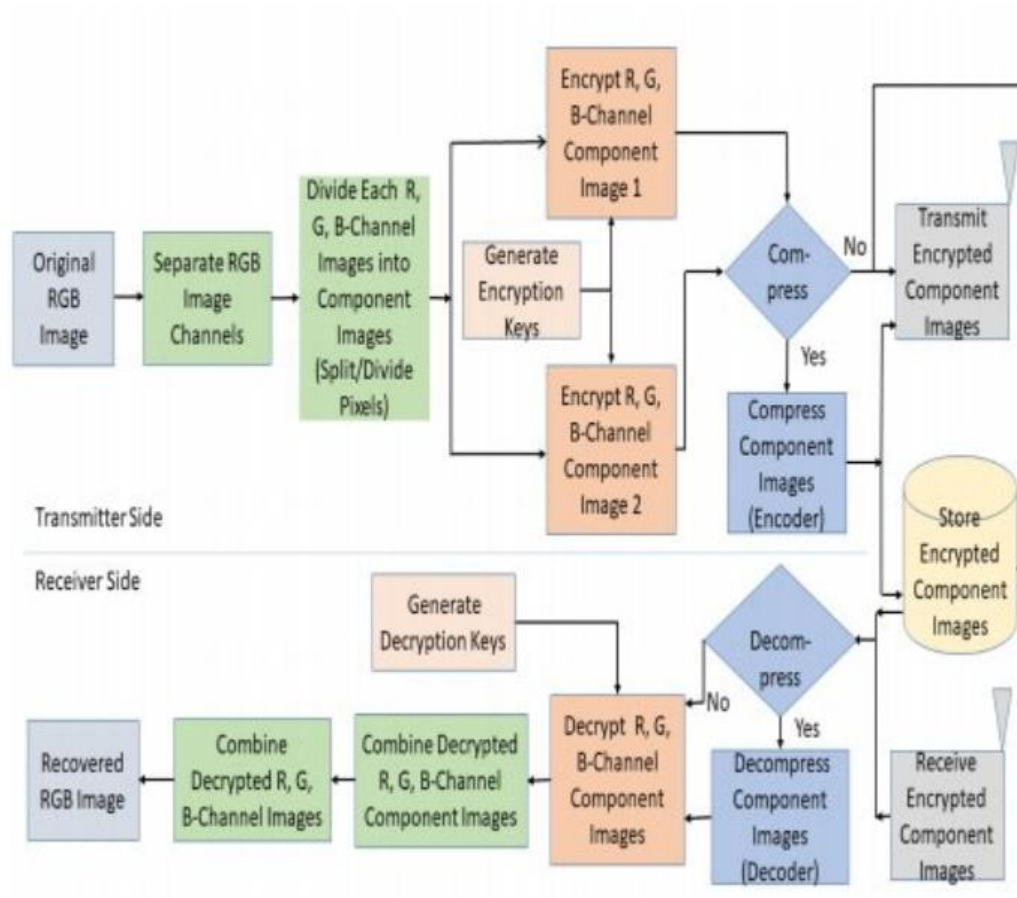 Original
RGB
Image
Separate RGB
Image
Channels
Divide Each R,
G, B-Channel
Images into
Component
Images
(Split/Divide
Pixels)
Encrypt R, G,
B-Channel
Component
Image 1
Generate
Encryption
Keys
Encrypt R, G,
B-Channel
Component
Image 2
Com-
press
No
Yes
Transmit
Encrypted
Component
Images
Compress
Component
Images
(Encoder)
Store
Encrypted
Component
Images
Transmitter Side
Receiver Side
Generate
Decryption Keys
Decom-
press
No
Yes
Receive
Encrypted
Component
Images
Decompress
Component
Images
(Decoder)
Decrypt R, G,
B-Channel
Component
Images
Combine Decrypted
R, G, B-Channel
Component Images
Combine
Decrypted R, G,
B-Channel Images
Recovered
RGB Image